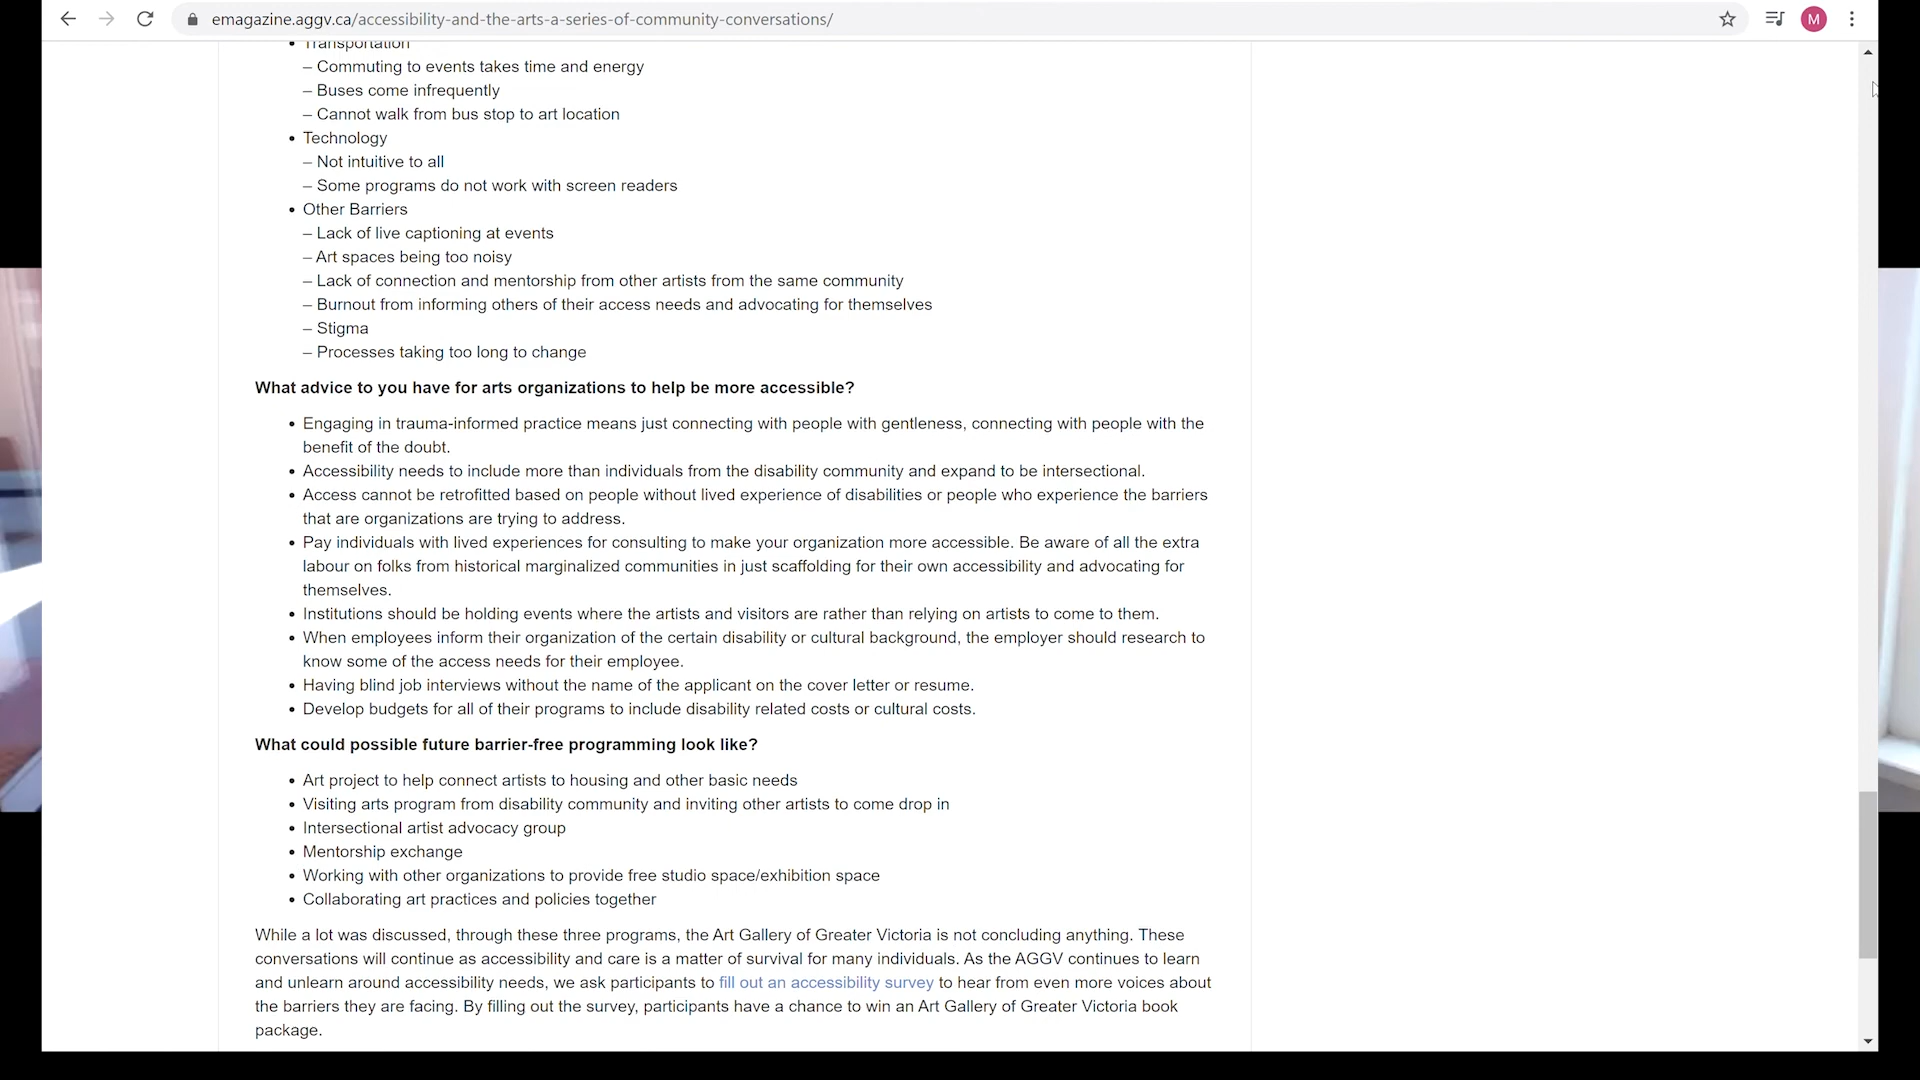 emagazine.aggv.ca/accessibility-and-the-arts-a-series-of-community-conversations/
M
• Transportation
– Commuting to events takes time and energy
– Buses come infrequently
– Cannot walk from bus stop to art location
• Technology
– Not intuitive to all
– Some programs do not work with screen readers
• Other Barriers
– Lack of live captioning at events
– Art spaces being too noisy
– Lack of connection and mentorship from other artists from the same community
– Burnout from informing others of their access needs and advocating for themselves
– Stigma
– Processes taking too long to change
What advice to you have for arts organizations to help be more accessible?
• Engaging in trauma-informed practice means just connecting with people with gentleness, connecting with people with the
benefit of the doubt.
• Accessibility needs to include more than individuals from the disability community and expand to be intersectional.
• Access cannot be retrofitted based on people without lived experience of disabilities or people who experience the barriers
that are organizations are trying to address.
• Pay individuals with lived experiences for consulting to make your organization more accessible. Be aware of all the extra
labour on folks from historical marginalized communities in just scaffolding for their own accessibility and advocating for
themselves.
• Institutions should be holding events where the artists and visitors are rather than relying on artists to come to them.
• When employees inform their organization of the certain disability or cultural background, the employer should research to
know some of the access needs for their employee.
• Having blind job interviews without the name of the applicant on the cover letter or resume.
• Develop budgets for all of their programs to include disability related costs or cultural costs.
What could possible future barrier-free programming look like?
• Art project to help connect artists to housing and other basic needs
• Visiting arts program from disability community and inviting other artists to come drop in
• Intersectional artist advocacy group
• Mentorship exchange
• Working with other organizations to provide free studio space/exhibition space
• Collaborating art practices and policies together
While a lot was discussed, through these three programs, the Art Gallery of Greater Victoria is not concluding anything. These
conversations will continue as accessibility and care is a matter of survival for many individuals. As the AGGV continues to learn
and unlearn around accessibility needs, we ask participants to fill out an accessibility survey to hear from even more voices about
the barriers they are facing. By filling out the survey, participants have a chance to win an Art Gallery of Greater Victoria book
package.